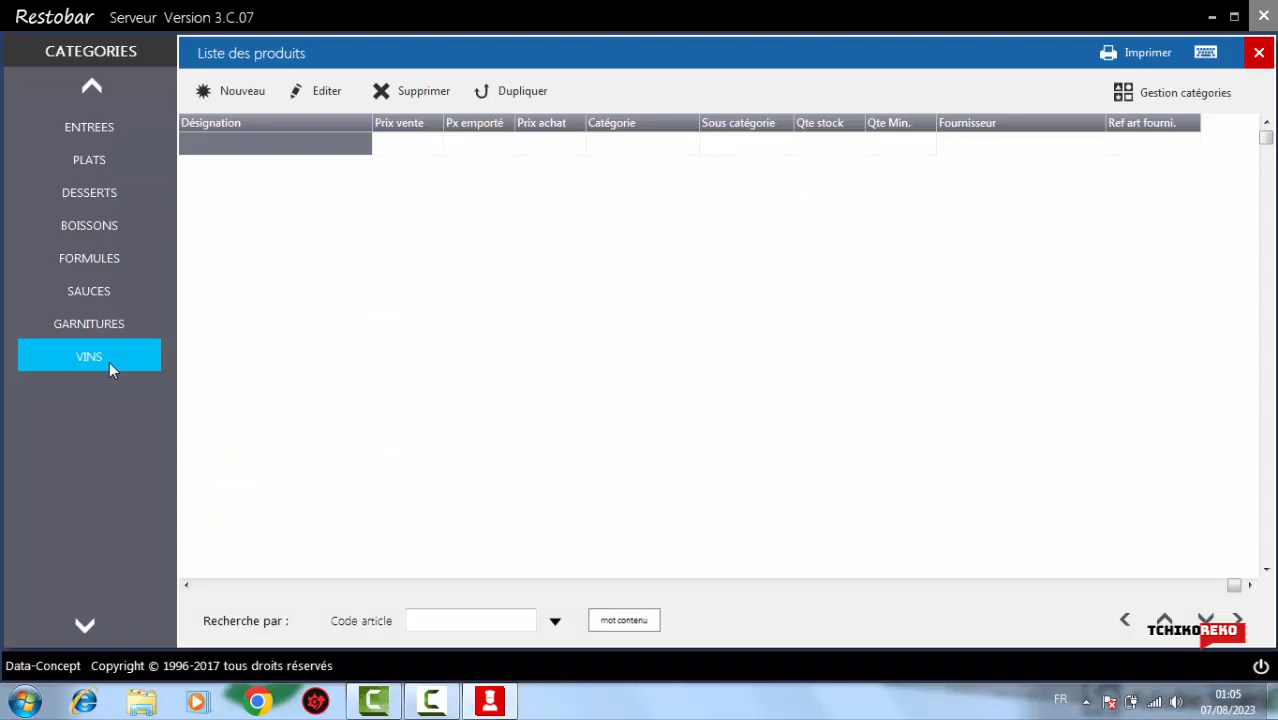 Restobar Serveur Version 3.C.07
CATEGORIES
ENTREES
PLATS
DESSERTS
BOISSONS
FORMULES
SAUCES
GARNITURES
VINS
Liste des produits Imprimer
Nouveau Editer Supprimer Dupliquer Gestion catégories
Désignation Prix vente Px emporté Prix achat Catégorie Sous catégorie Qte stock Qte Min. Fournisseur Ref art fourni.
Recherche par : Code article mot contenu
TCHIKOREKO
Data-Concept Copyright © 1996-2017 tous droits réservés
FR 01:05
07/08/2023